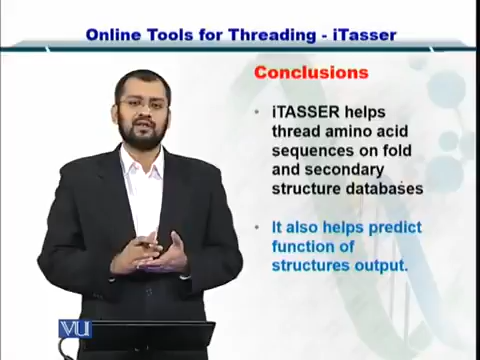 Online Tools for Threading - iTasser
Conclusions
• iTASSER helps
thread amino acid
sequences on fold
and secondary
structure databases
• It also helps predict
function of
structures output.
VU